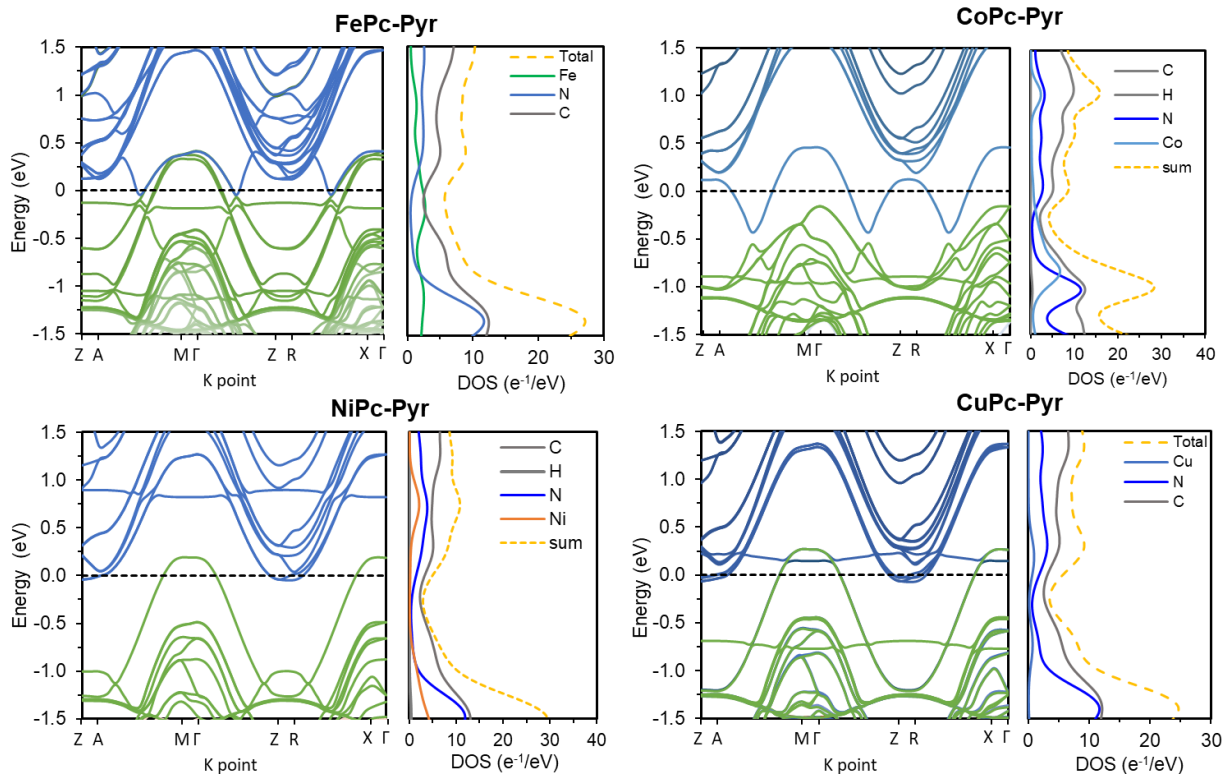 FePc-Pyr
1.5
1
0.5
0
-0.5
-1.0
-1.5
Energy (eV)
Z A M Γ Z R X Γ
K point
Total
Fe
N
C
0 10 20 30
DOS (e⁻¹/eV)
CoPc-Pyr
1.5
1.0
0.5
0.0
-0.5
-1.0
-1.5
Energy (eV)
Z A M Γ Z R X Γ
K point
C
H
N
Co
sum
0 10 20 30 40
DOS (e⁻¹/eV)
NiPc-Pyr
1.5
1.0
0.5
0.0
-0.5
-1.0
-1.5
Energy (eV)
Z A M Γ Z R X Γ
K point
C
H
N
Ni
sum
0 10 20 30 40
DOS (e⁻¹/eV)
CuPc-Pyr
1.5
1.0
0.5
0.0
-0.5
-1.0
-1.5
Energy (eV)
Z A M Γ Z R X Γ
K point
Total
Cu
N
C
0 10 20 30
DOS (e⁻¹/eV)